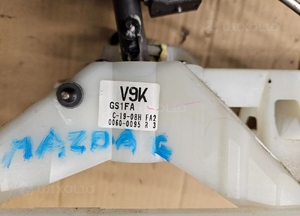 V9K
GS1FA
C-19-08H FA2
0060-0095 R 3
MAZDA 6